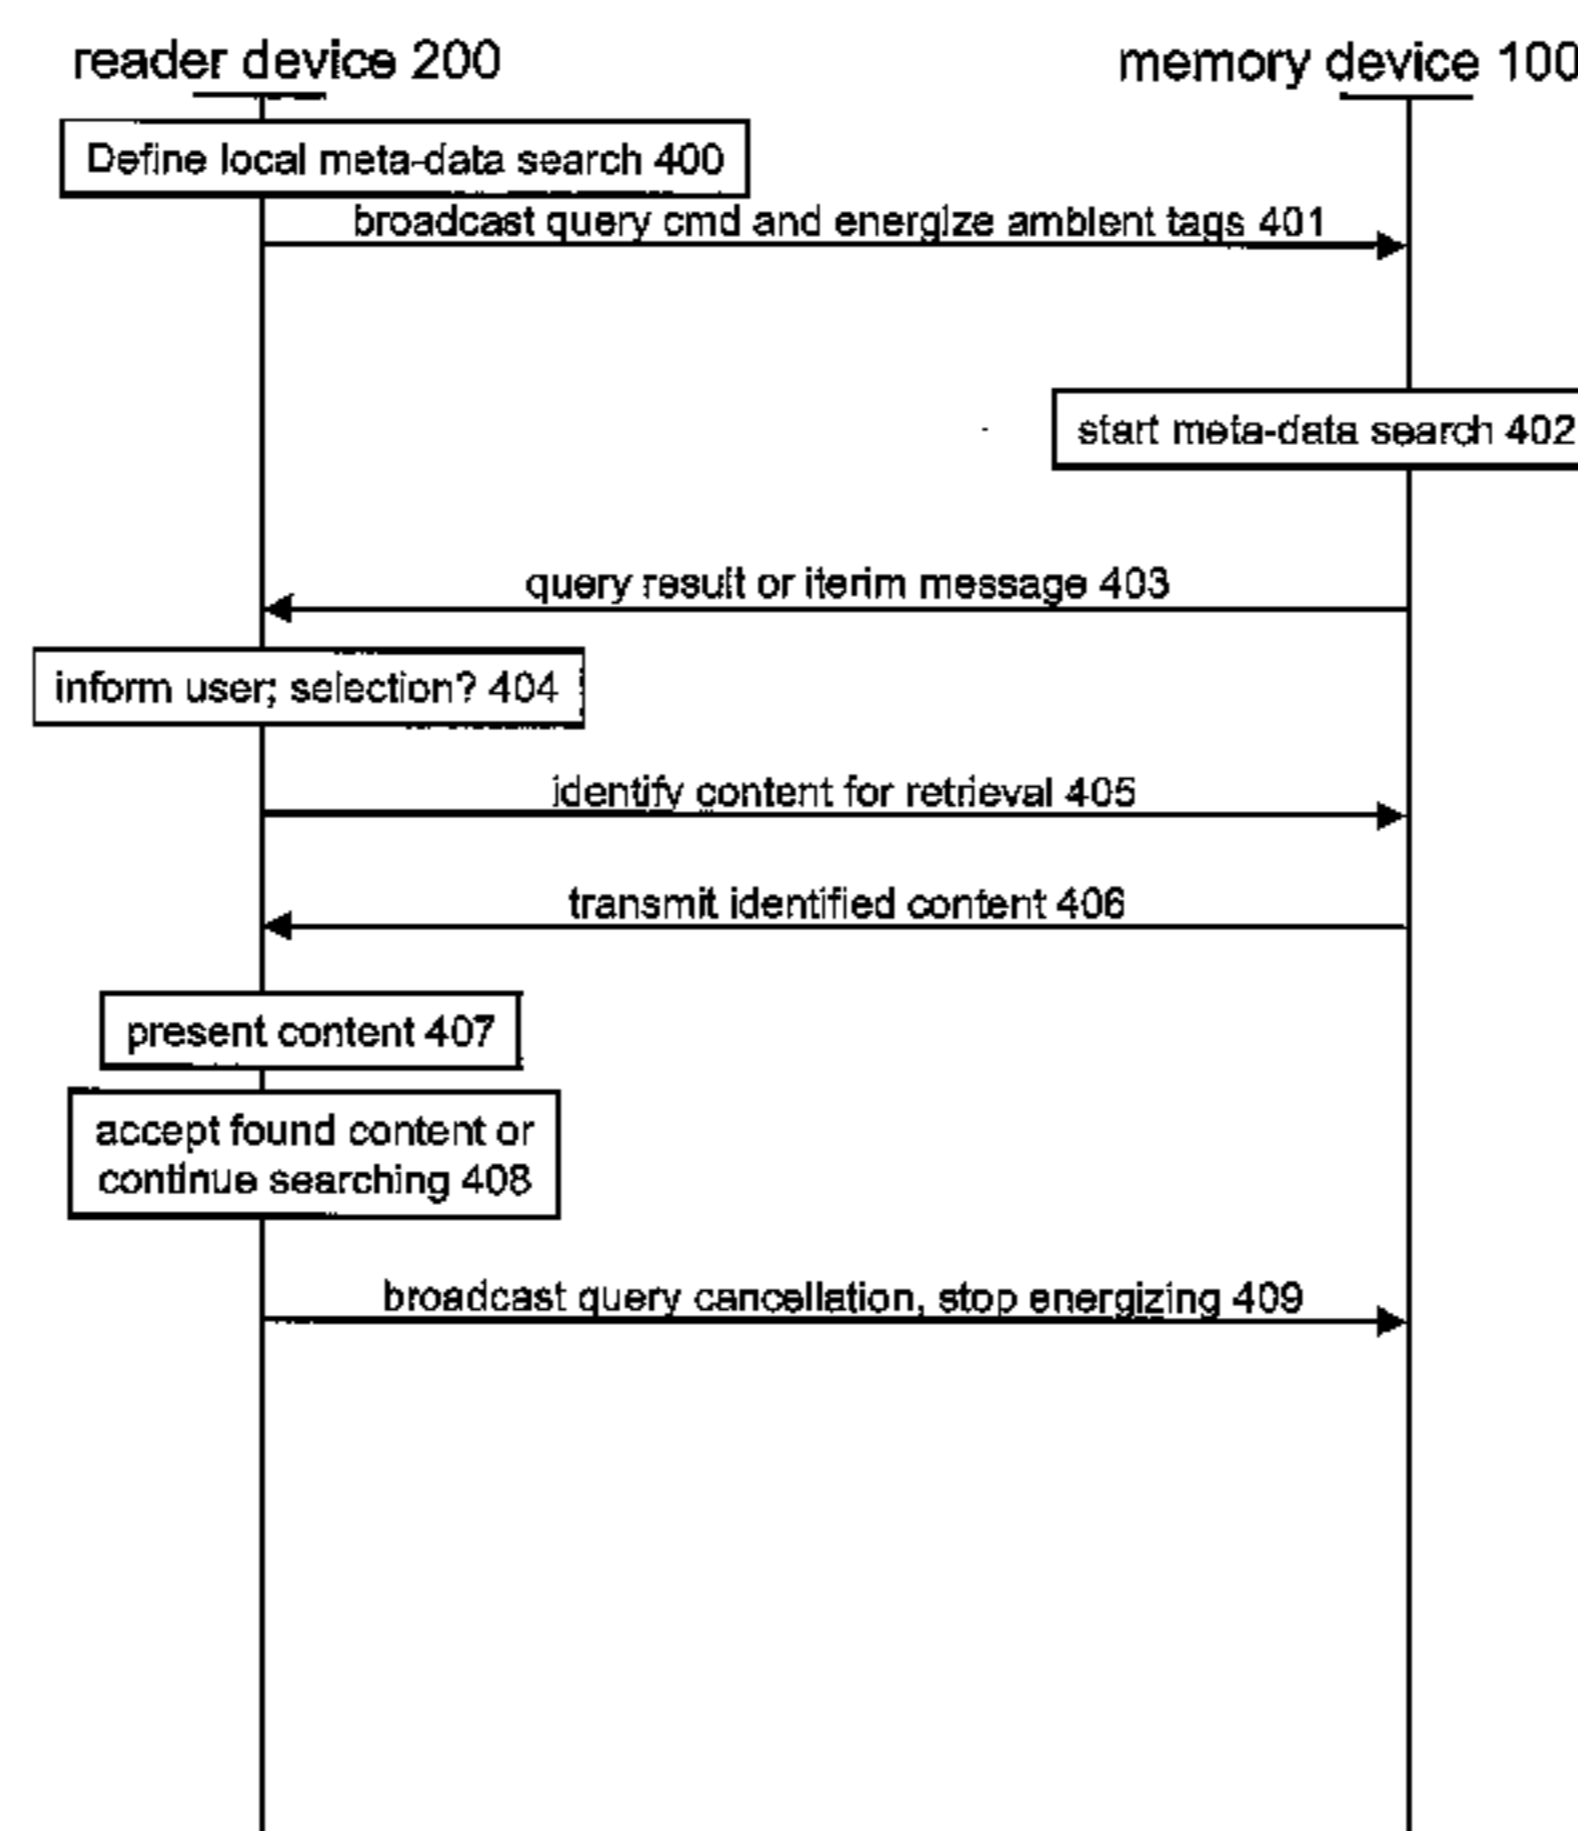 reader device 200
memory device 100
Define local meta-data search 400
broadcast query cmd and energize ambient tags 401
start meta-data search 402
query result or iterim message 403
inform user; selection? 404
identify content for retrieval 405
transmit identified content 406
present content 407
accept found content or
continue searching 408
broadcast query cancellation, stop energizing 409